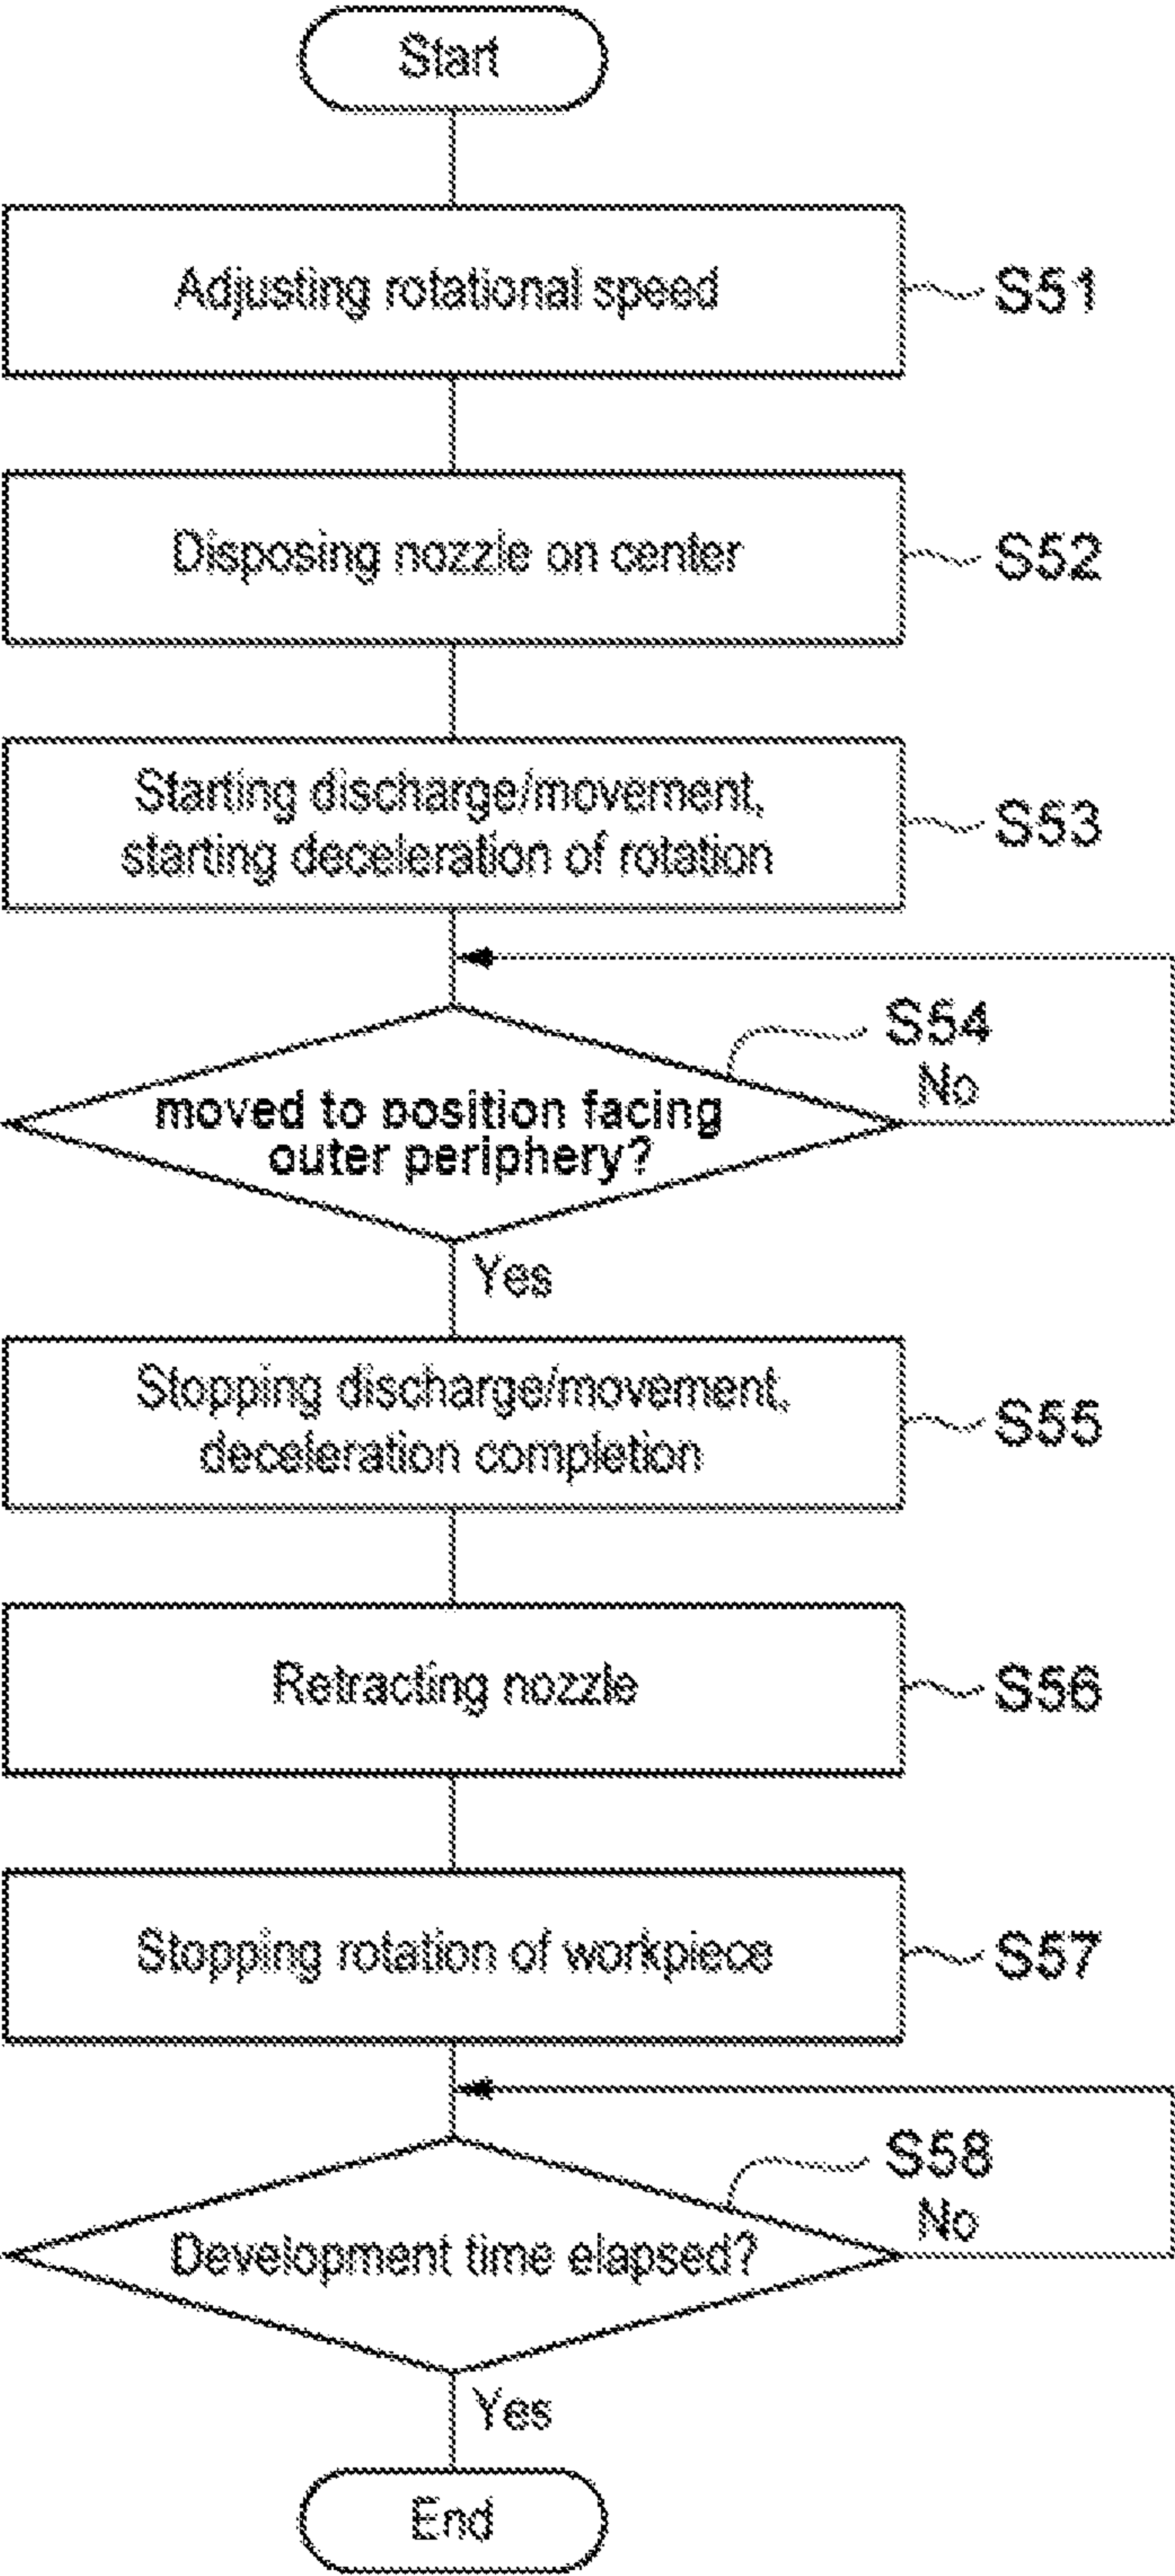 Start
Adjusting rotational speed
S51
Disposing nozzle on center
S52
Starting discharge/movement,
starting deceleration of rotation
S53
S54
No
moved to position facing
outer periphery?
Yes
Stopping discharge/movement,
deceleration completion
S55
Retracting nozzle
S56
Stopping rotation of workpiece
S57
S58
No
Development time elapsed?
Yes
End